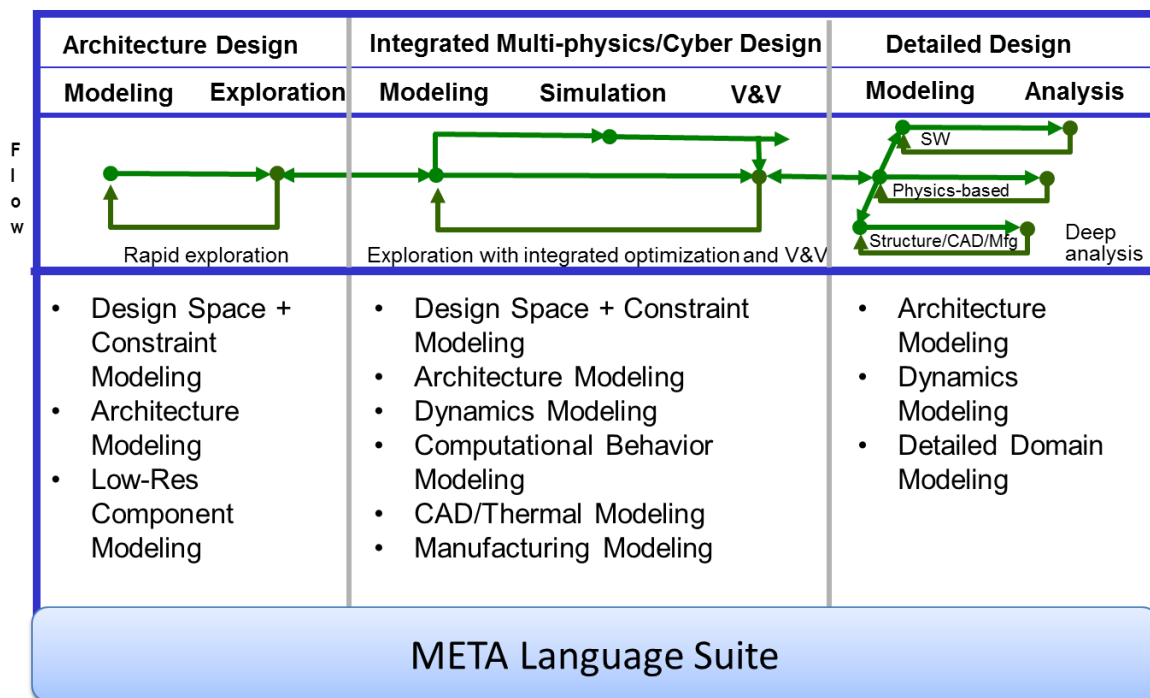 Architecture Design
Integrated Multi-physics/Cyber Design
Detailed Design
Modeling Exploration
Modeling Simulation V&V
Modeling Analysis
Flow
Rapid exploration
Exploration with integrated optimization and V&V
SW
Physics-based
Structure/CAD/Mfg
Deep
analysis
• Design Space +
Constraint
Modeling
• Architecture
Modeling
• Low-Res
Component
Modeling
• Design Space + Constraint
Modeling
• Architecture Modeling
• Dynamics Modeling
• Computational Behavior
Modeling
• CAD/Thermal Modeling
• Manufacturing Modeling
• Architecture
Modeling
• Dynamics
Modeling
• Detailed Domain
Modeling
META Language Suite